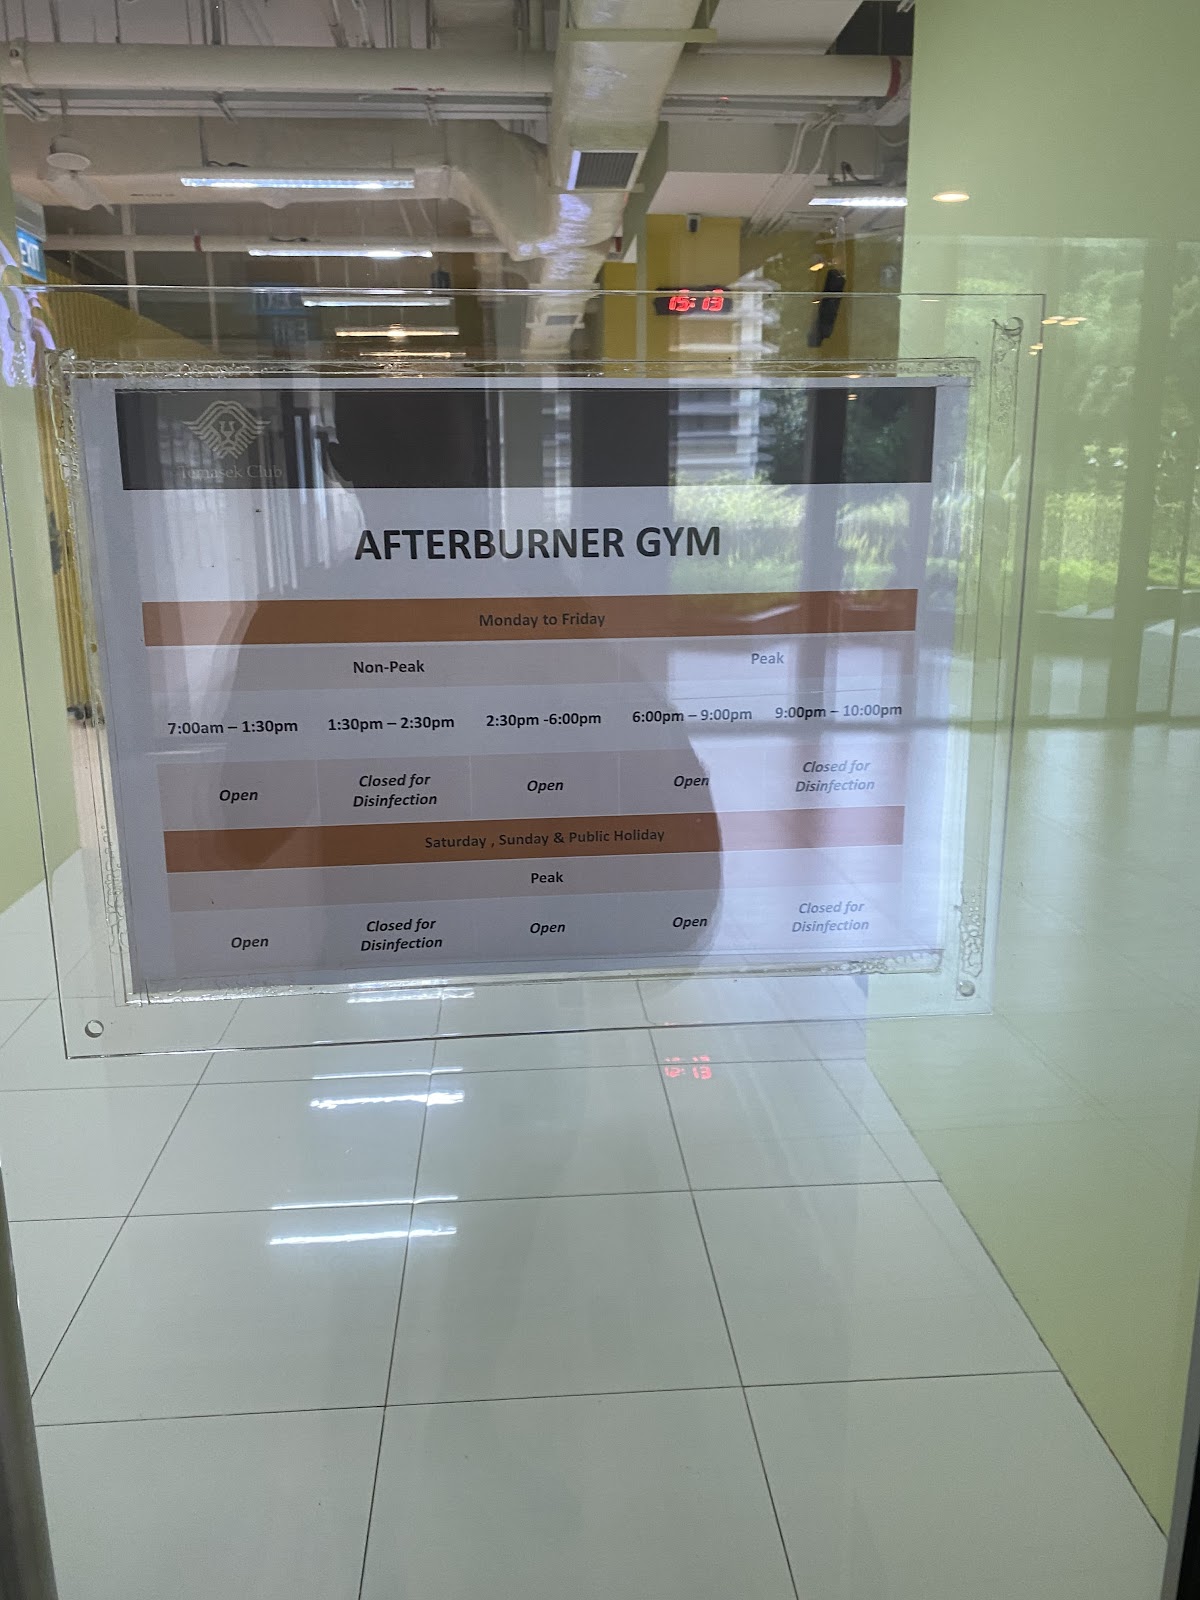 EXIT
15:13
Temasek Club
AFTERBURNER GYM
Monday to Friday
Non-Peak Peak
7:00am – 1:30pm 1:30pm – 2:30pm 2:30pm -6:00pm 6:00pm – 9:00pm 9:00pm – 10:00pm
Open Closed for Disinfection Open Open Closed for Disinfection
Saturday , Sunday & Public Holiday
Peak
Open Closed for Disinfection Open Open Closed for Disinfection